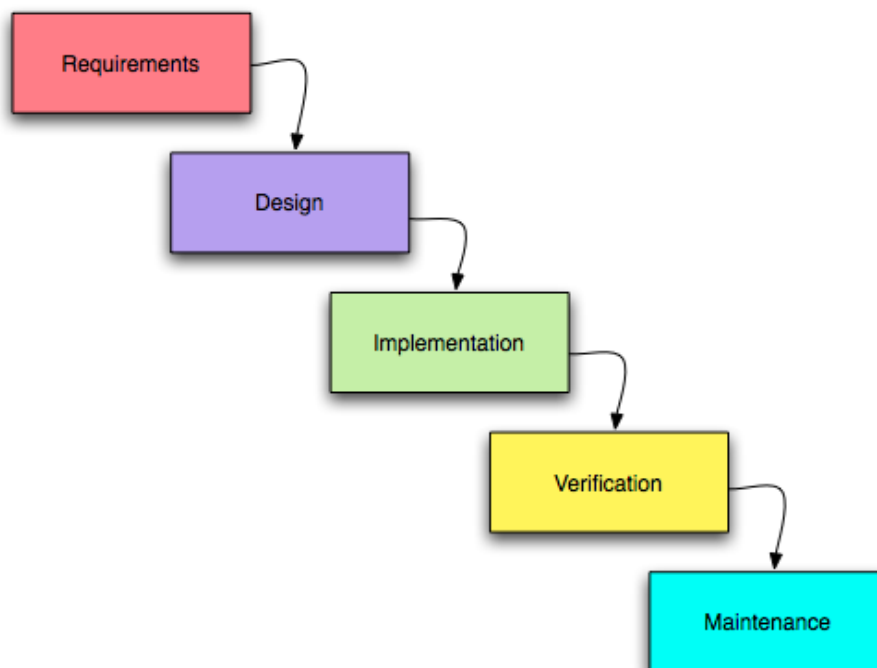 Requirements
Design
Implementation
Verification
Maintenance